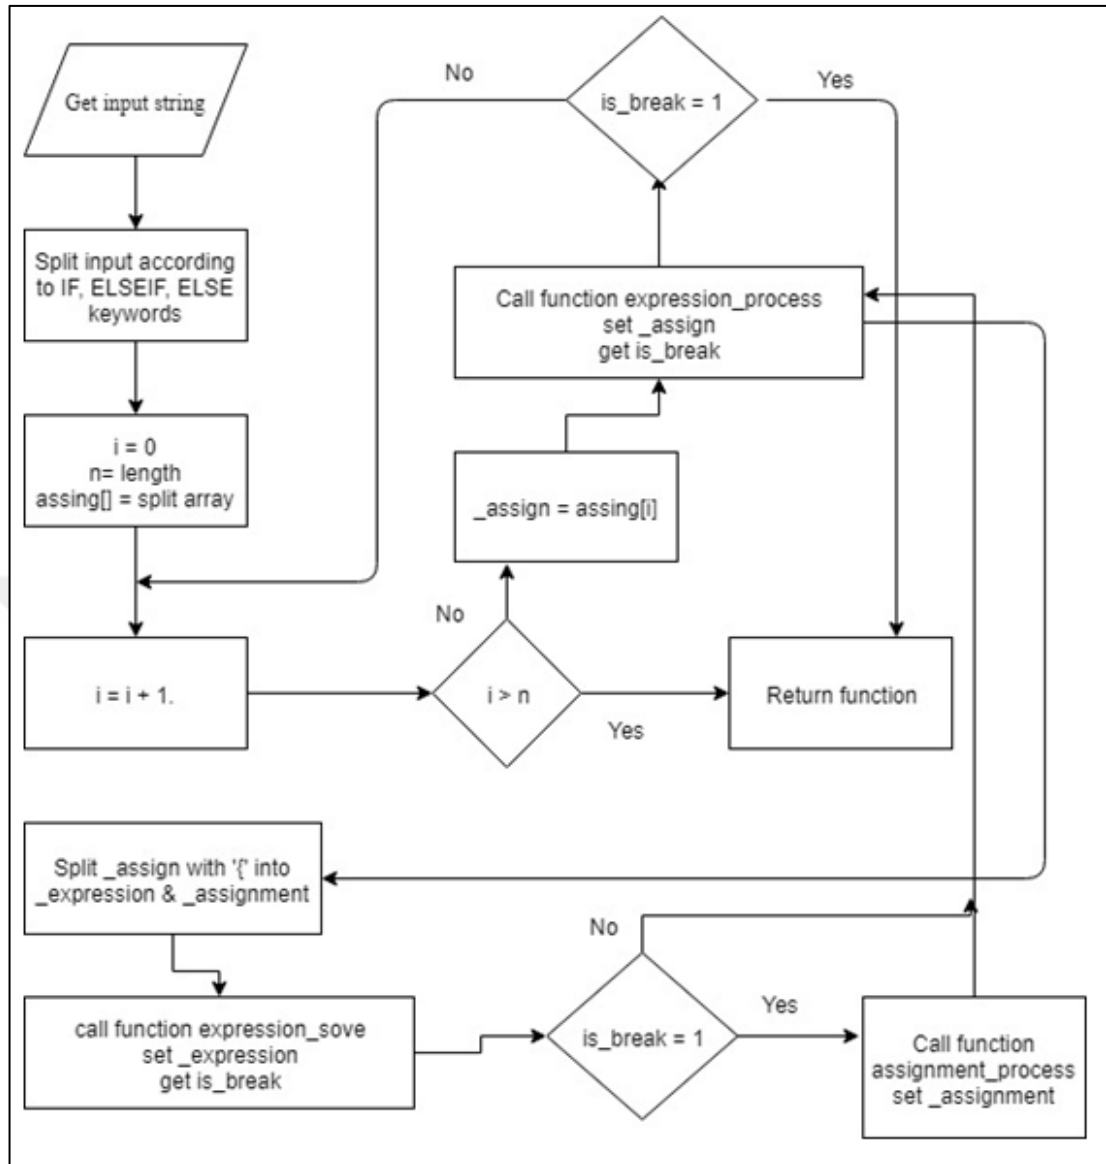 Get input string
Split input according
to IF, ELSEIF, ELSE
keywords
i = 0
n= length
assing[] = split array
i = i + 1.
i > n
No
Yes
_assign = assing[i]
Call function expression_process
set _assign
get is_break
is_break = 1
No
Yes
Return function
Split _assign with '{' into
_expression & _assignment
call function expression_sove
set _expression
get is_break
is_break = 1
No
Yes
Call function
assignment_process
set _assignment